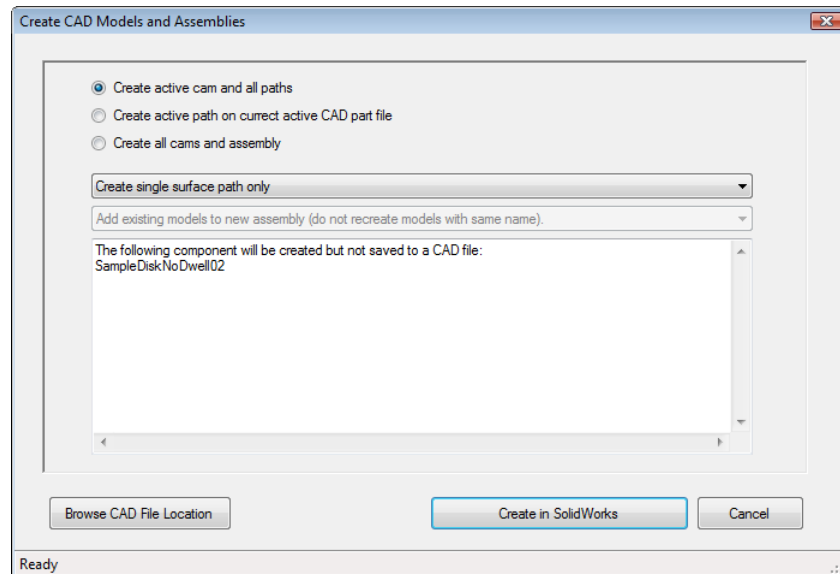 Create CAD Models and Assemblies
Create active cam and all paths
Create active path on currect active CAD part file
Create all cams and assembly
Create single surface path only
Add existing models to new assembly (do not recreate models with same name).
The following component will be created but not saved to a CAD file:
SampleDiskNoDwell02
Browse CAD File Location
Create in SolidWorks
Cancel
Ready